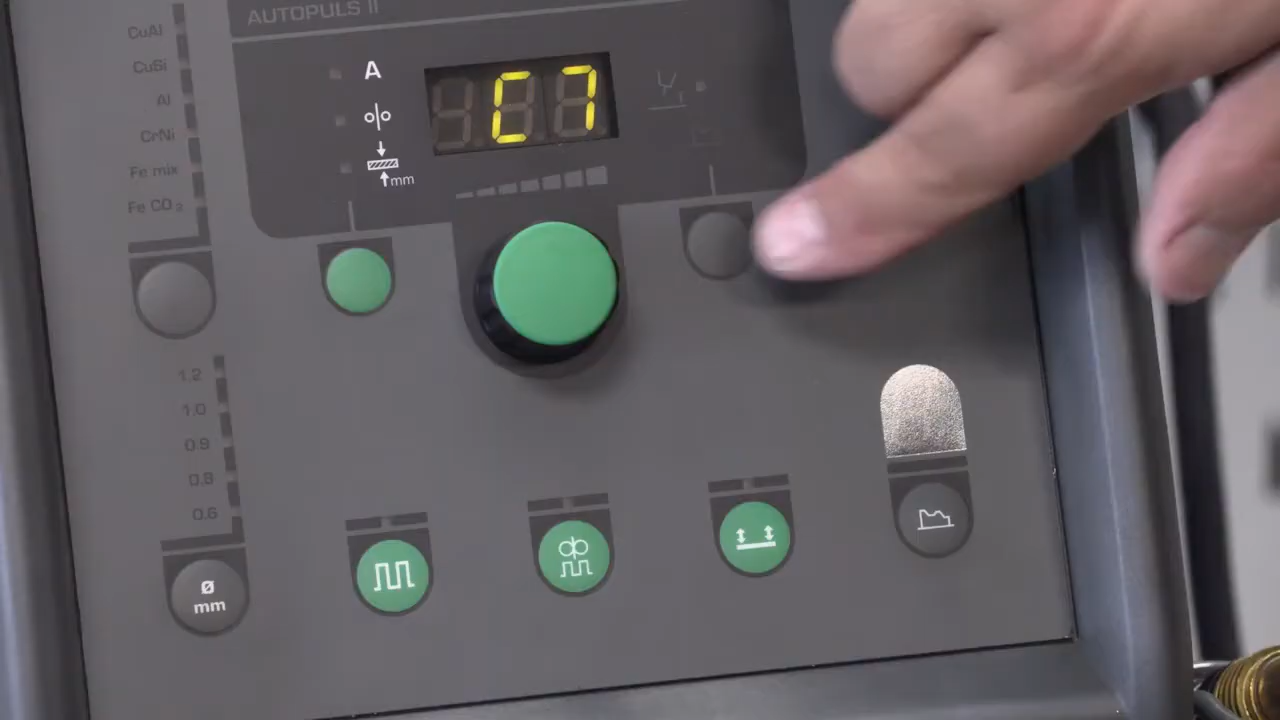 AUTOPULS II
CuAl
CuSi
Al
CrNi
Fe mix
Fe CO₂
A
mm
C7
1.2
1.0
0.9
0.8
0.6
Ø
mm